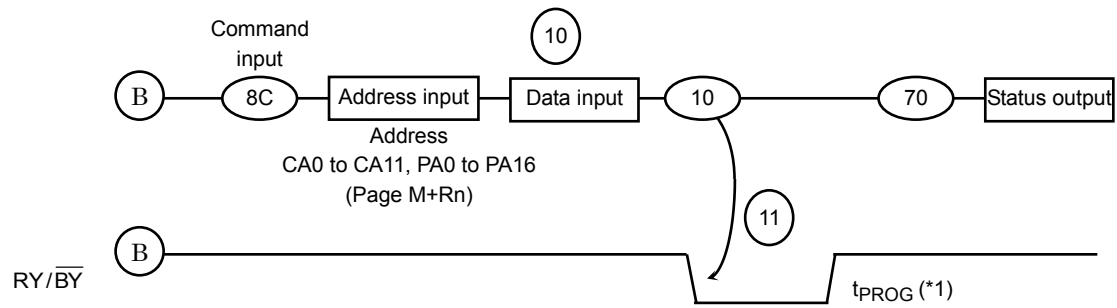 Command
input
10
B
8C
Address input
Data input
10
70
Status output
Address
CA0 to CA11, PA0 to PA16
(Page M+Rn)
11
B
RY/BY
tPROG (*1)